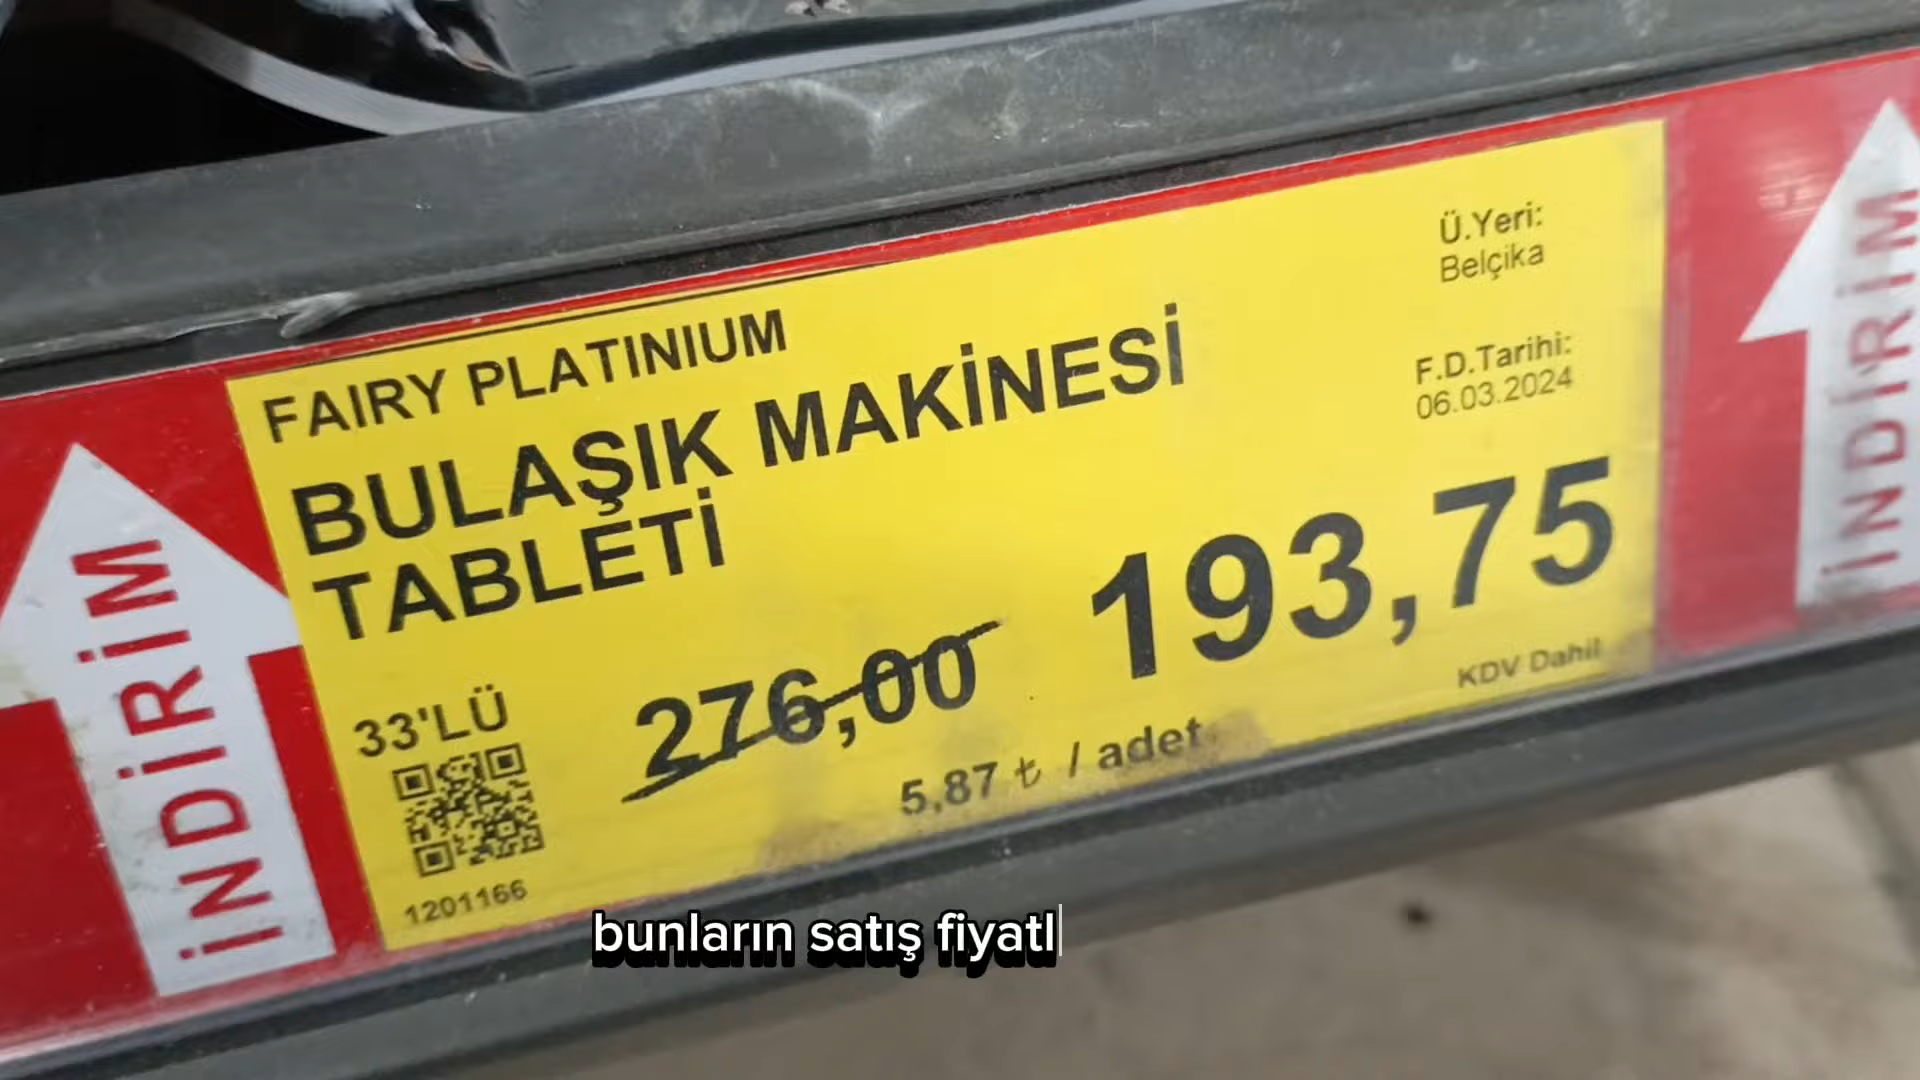 FAIRY PLATINIUM
BULAŞIK MAKİNESİ
TABLETİ
Ü.Yeri:
Belçika
F.D.Tarihi:
06.03.2024
33'LÜ
276,00
193,75
5,87 ₺ / adet
KDV Dahil
1201166
İNDİRİM
İNDİRİM
bunların satış fiyatl